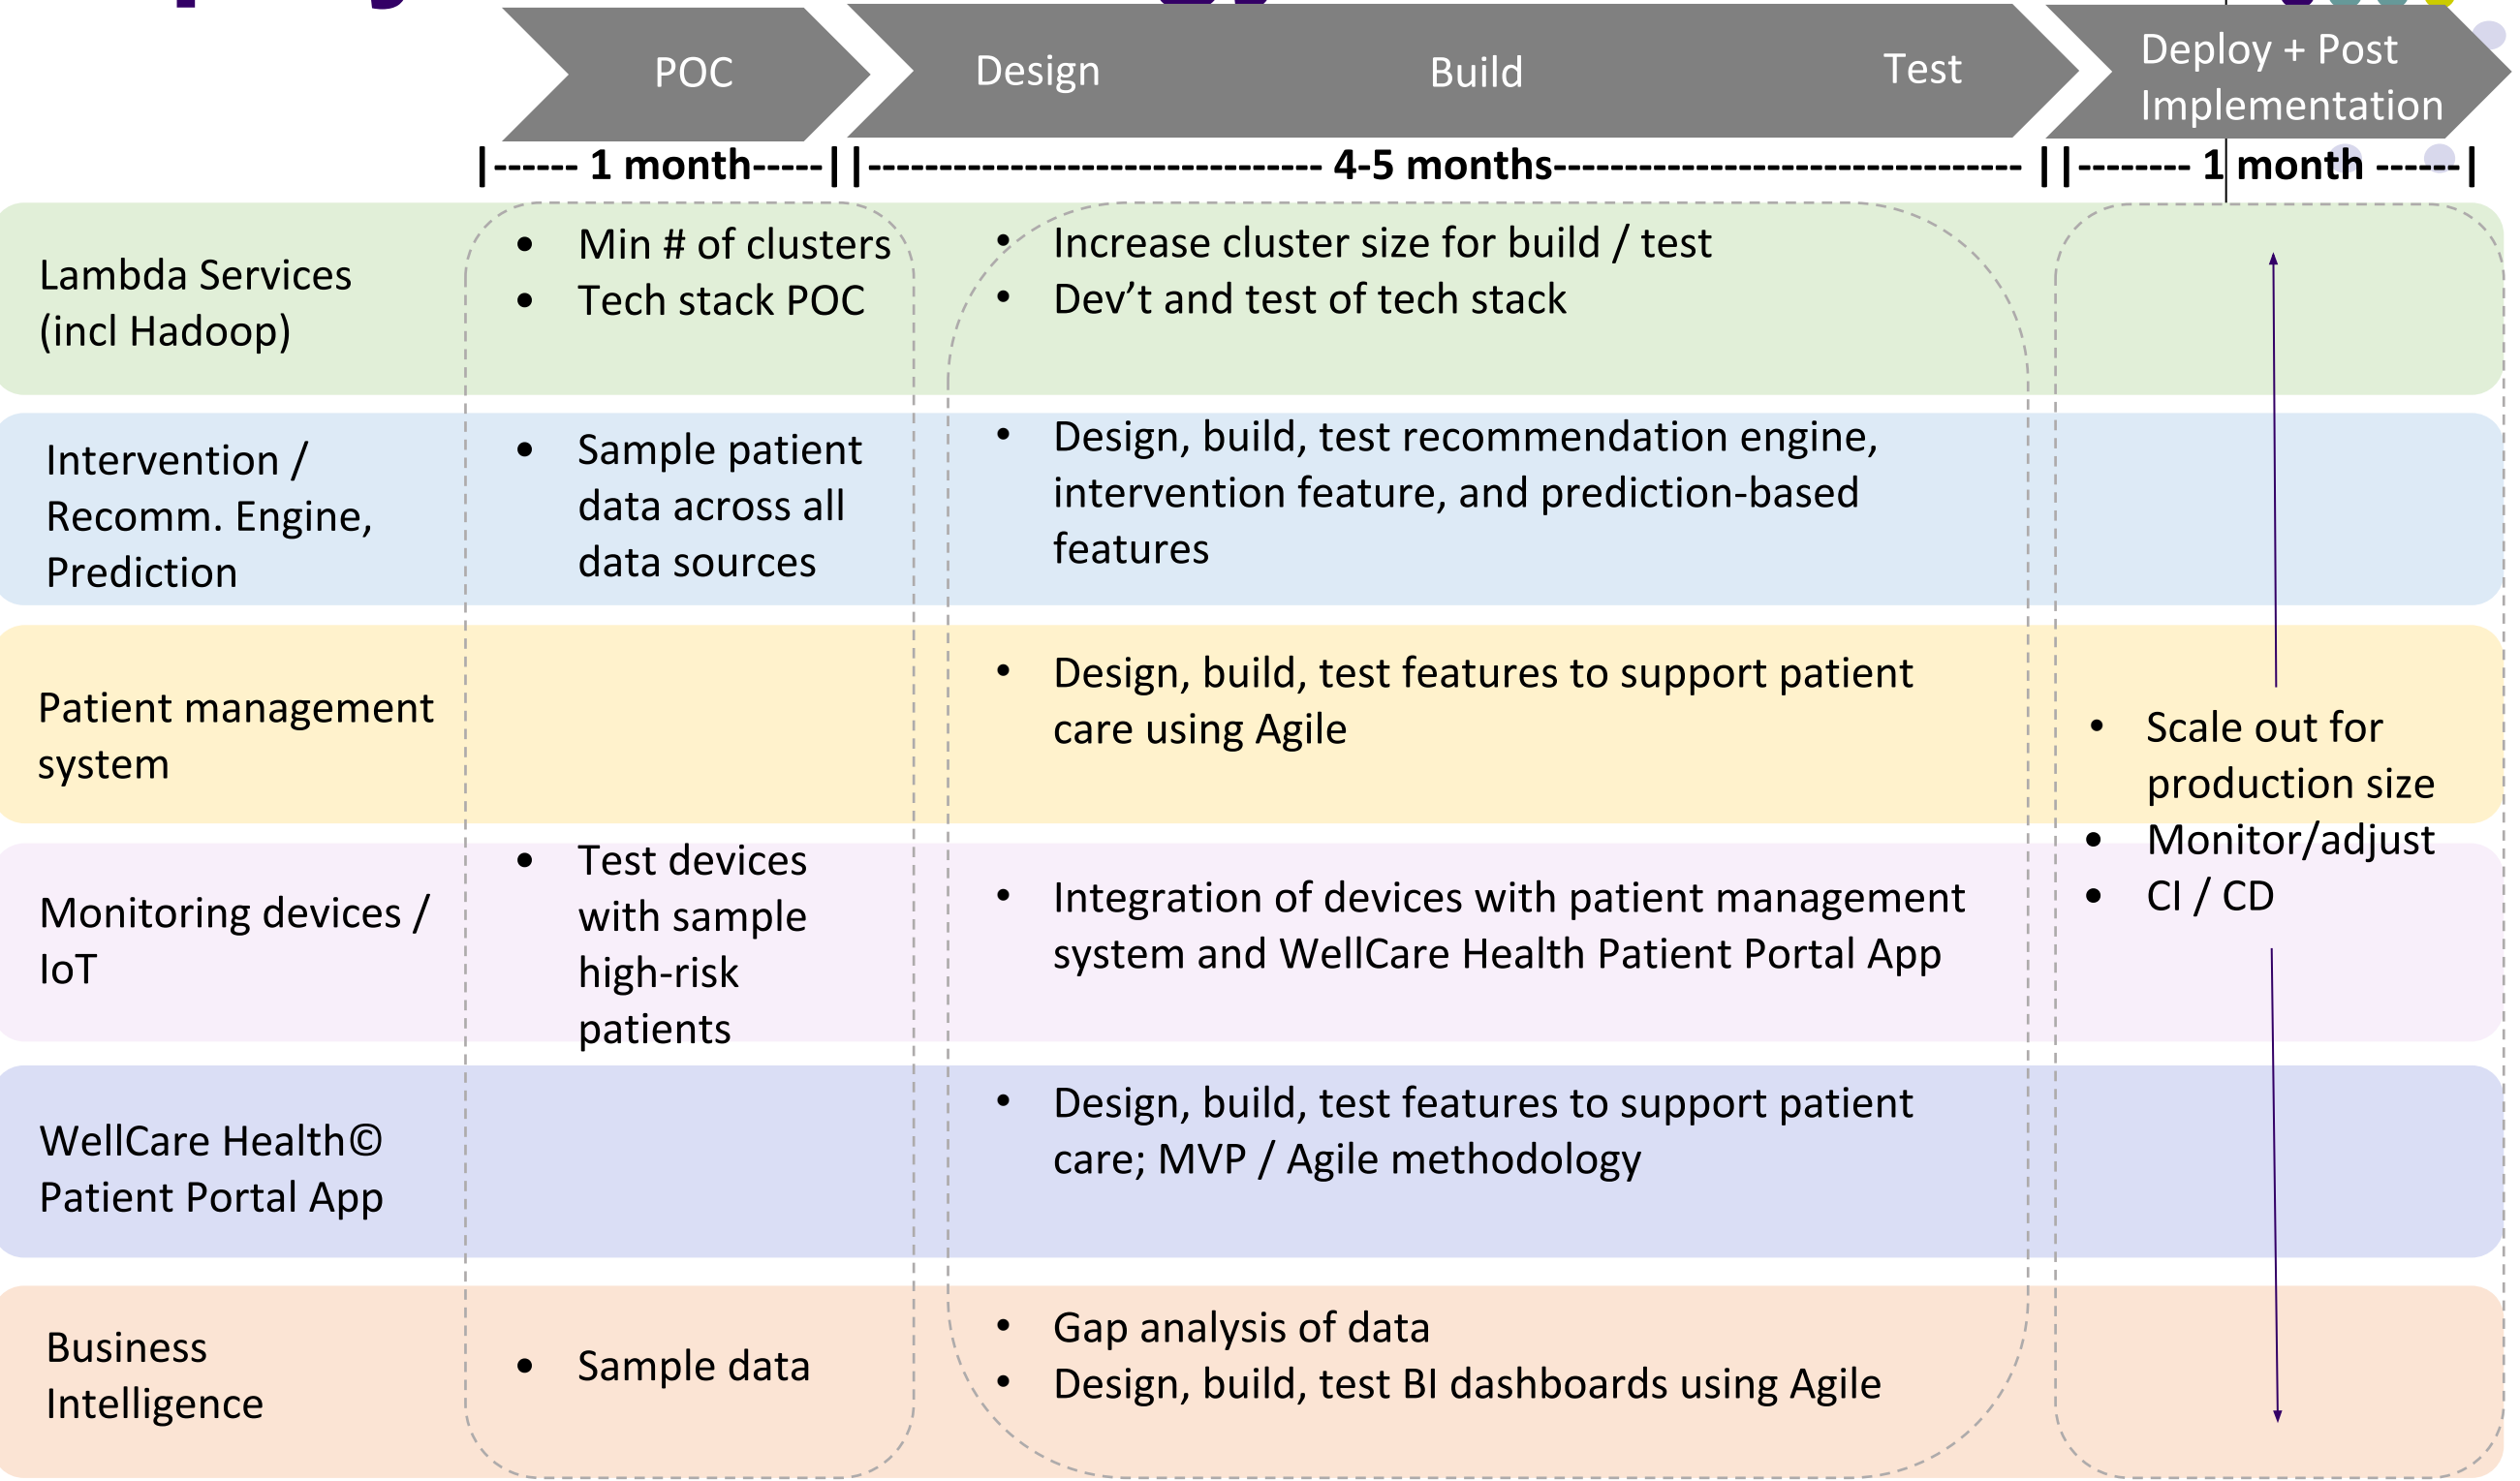 POC
Design
Build
Test
Deploy + Post
Implementation
|------ 1 month-----||-------------------------------- 4-5 months--------------------------------- ||-------- 1 month ------|
Lambda Services
(incl Hadoop)
• Min # of clusters
• Tech stack POC
• Increase cluster size for build / test
• Dev’t and test of tech stack
Intervention /
Recomm. Engine,
Prediction
• Sample patient
data across all
data sources
• Design, build, test recommendation engine,
intervention feature, and prediction-based
features
Patient management
system
• Design, build, test features to support patient
care using Agile
Monitoring devices /
IoT
• Test devices
with sample
high-risk
patients
• Integration of devices with patient management
system and WellCare Health Patient Portal App
WellCare Health©
Patient Portal App
• Design, build, test features to support patient
care; MVP / Agile methodology
Business
Intelligence
• Sample data
• Gap analysis of data
• Design, build, test BI dashboards using Agile
• Scale out for
production size
• Monitor/adjust
• CI / CD